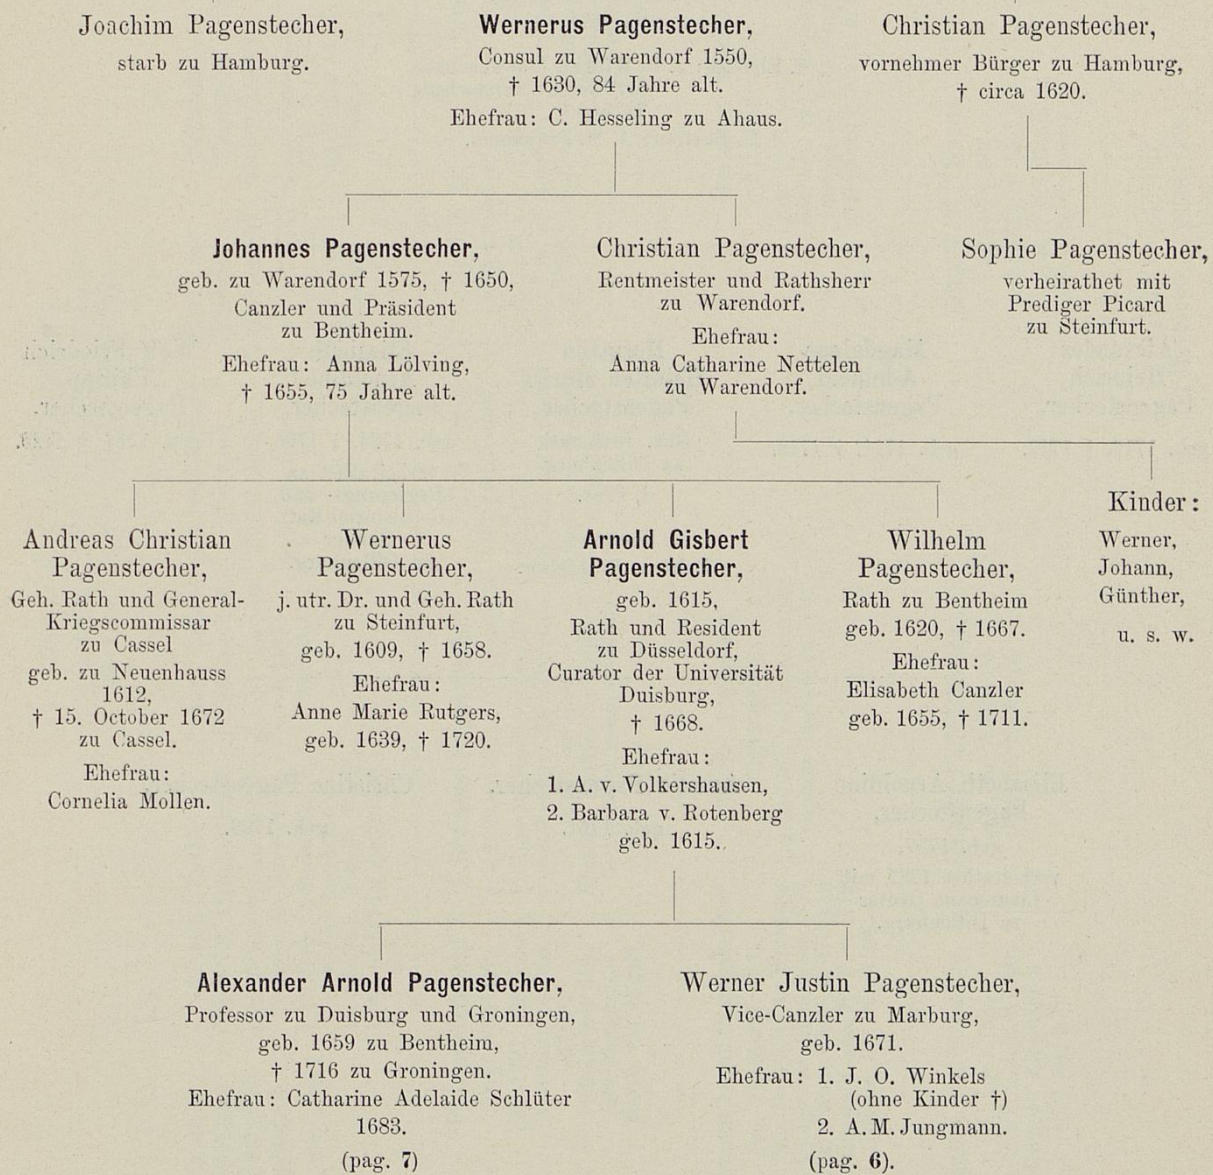 Joachim Pagenstecher,
starb zu Hamburg.
Wernerus Pagenstecher,
Consul zu Warendorf 1550,
† 1630, 84 Jahre alt.
Ehefrau: C. Hesseling zu Ahaus.
Christian Pagenstecher,
vornehmer Bürger zu Hamburg,
† circa 1620.
Johannes Pagenstecher,
geb. zu Warendorf 1575, † 1650,
Canzler und Präsident
zu Bentheim.
Ehefrau: Anna Lölving,
† 1655, 75 Jahre alt.
Christian Pagenstecher,
Rentmeister und Rathsherr
zu Warendorf.
Ehefrau:
Anna Catharine Nettelen
zu Warendorf.
Sophie Pagenstecher,
verheirathet mit
Prediger Picard
zu Steinfurt.
Andreas Christian
Pagenstecher,
Geh. Rath und General-
Kriegscommissar
zu Cassel
geb. zu Neuenhauss
1612,
† 15. October 1672
zu Cassel.
Ehefrau:
Cornelia Mollen.
Wernerus
Pagenstecher,
j. utr. Dr. und Geh. Rath
zu Steinfurt,
geb. 1609, † 1658.
Ehefrau:
Anne Marie Rutgers,
geb. 1639, † 1720.
Arnold Gisbert
Pagenstecher,
geb. 1615,
Rath und Resident
zu Düsseldorf,
Curator der Universität
Duisburg,
† 1668.
Ehefrau:
1. A. v. Volkershausen,
2. Barbara v. Rotenberg
geb. 1615.
Wilhelm
Pagenstecher,
Rath zu Bentheim
geb. 1620, † 1667.
Ehefrau:
Elisabeth Canzler
geb. 1655, † 1711.
Kinder:
Werner,
Johann,
Günther,
u. s. w.
Alexander Arnold Pagenstecher,
Professor zu Duisburg und Groningen,
geb. 1659 zu Bentheim,
† 1716 zu Groningen.
Ehefrau: Catharine Adelaide Schlüter
1683.
(pag. 7)
Werner Justin Pagenstecher,
Vice-Canzler zu Marburg,
geb. 1671.
Ehefrau: 1. J. O. Winkels
(ohne Kinder †)
2. A. M. Jungmann.
(pag. 6).